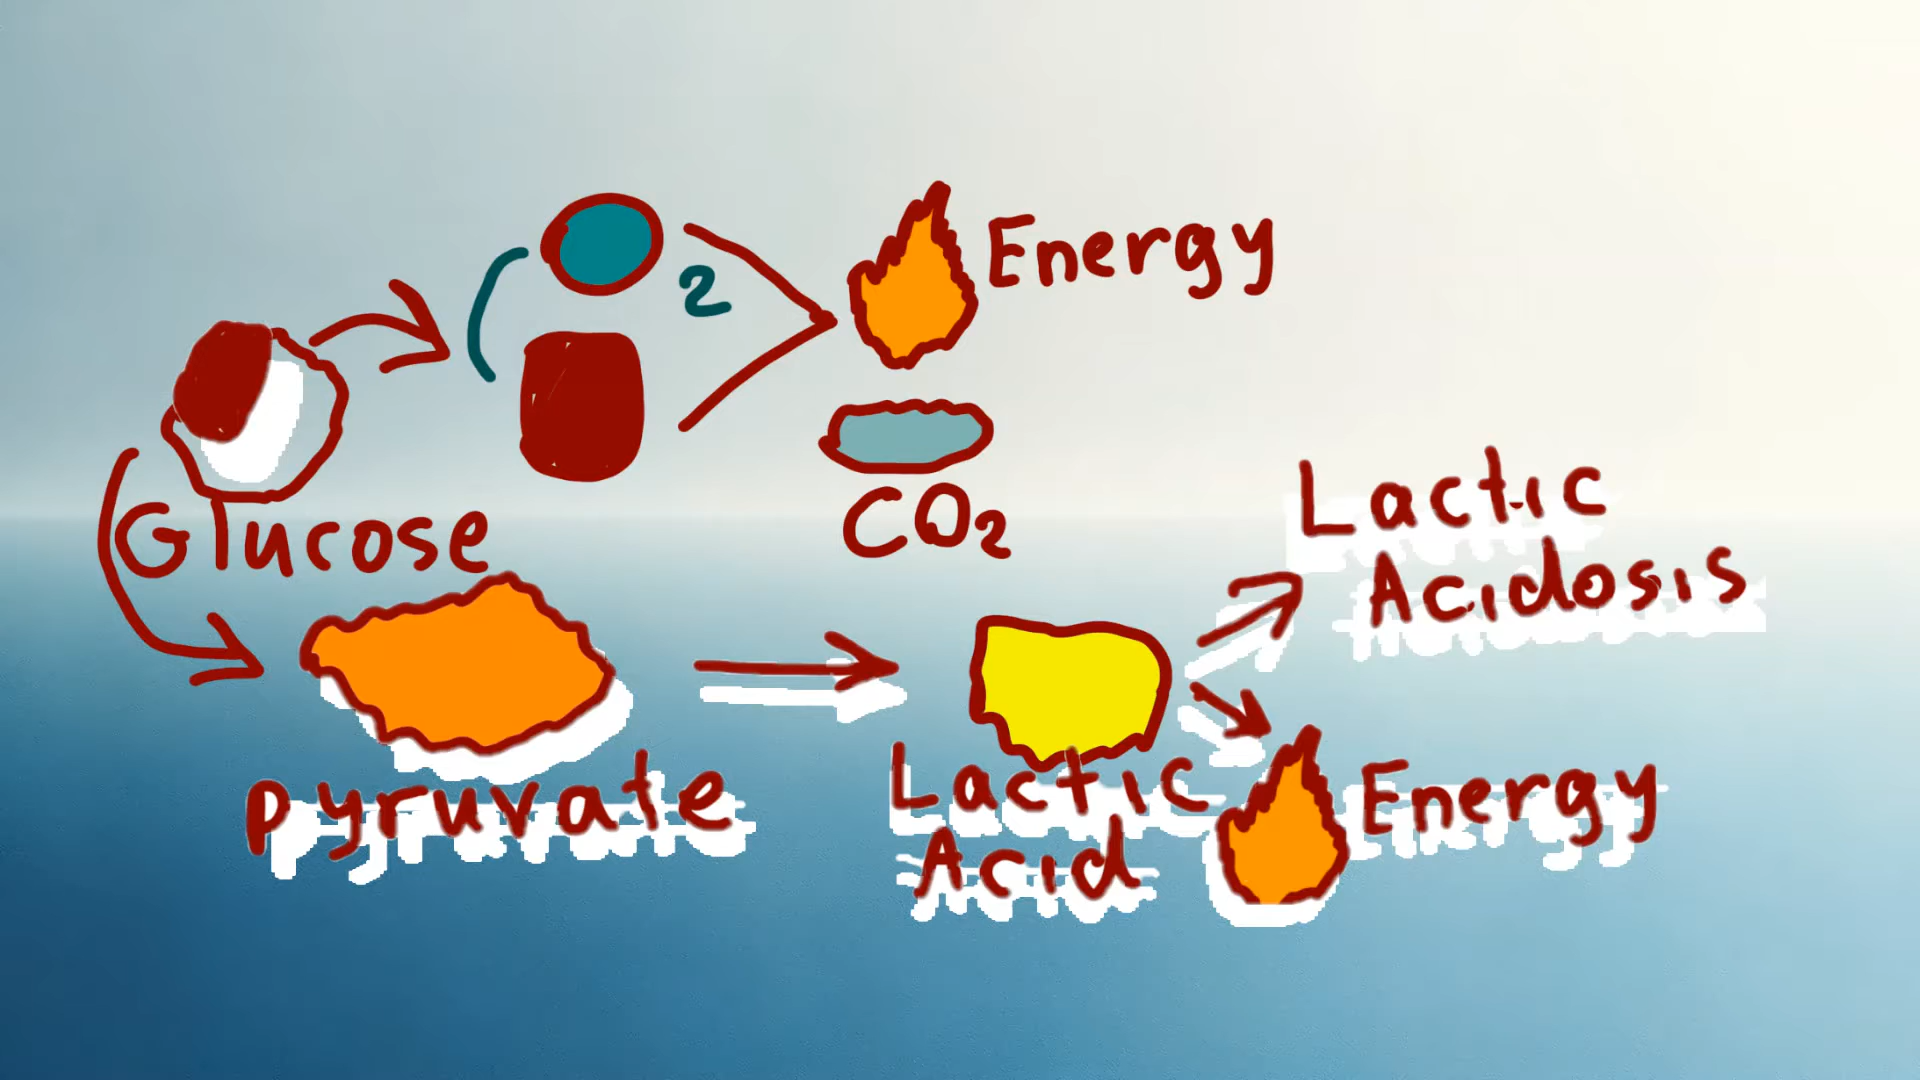 Energy
2
Glucose
CO2
Lactic
Acidosis
pyruvate
Lactic
Acid
Energy